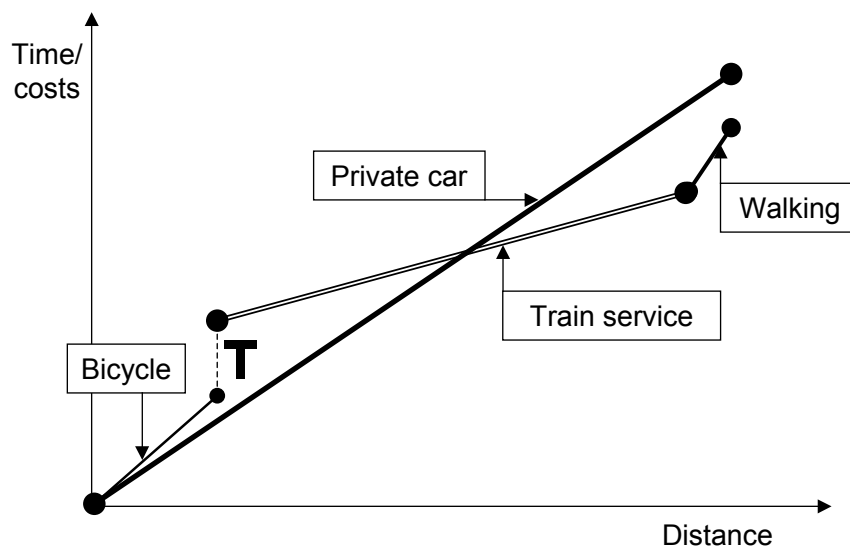 Time/
costs
Private car
Walking
Train service
T
Bicycle
Distance